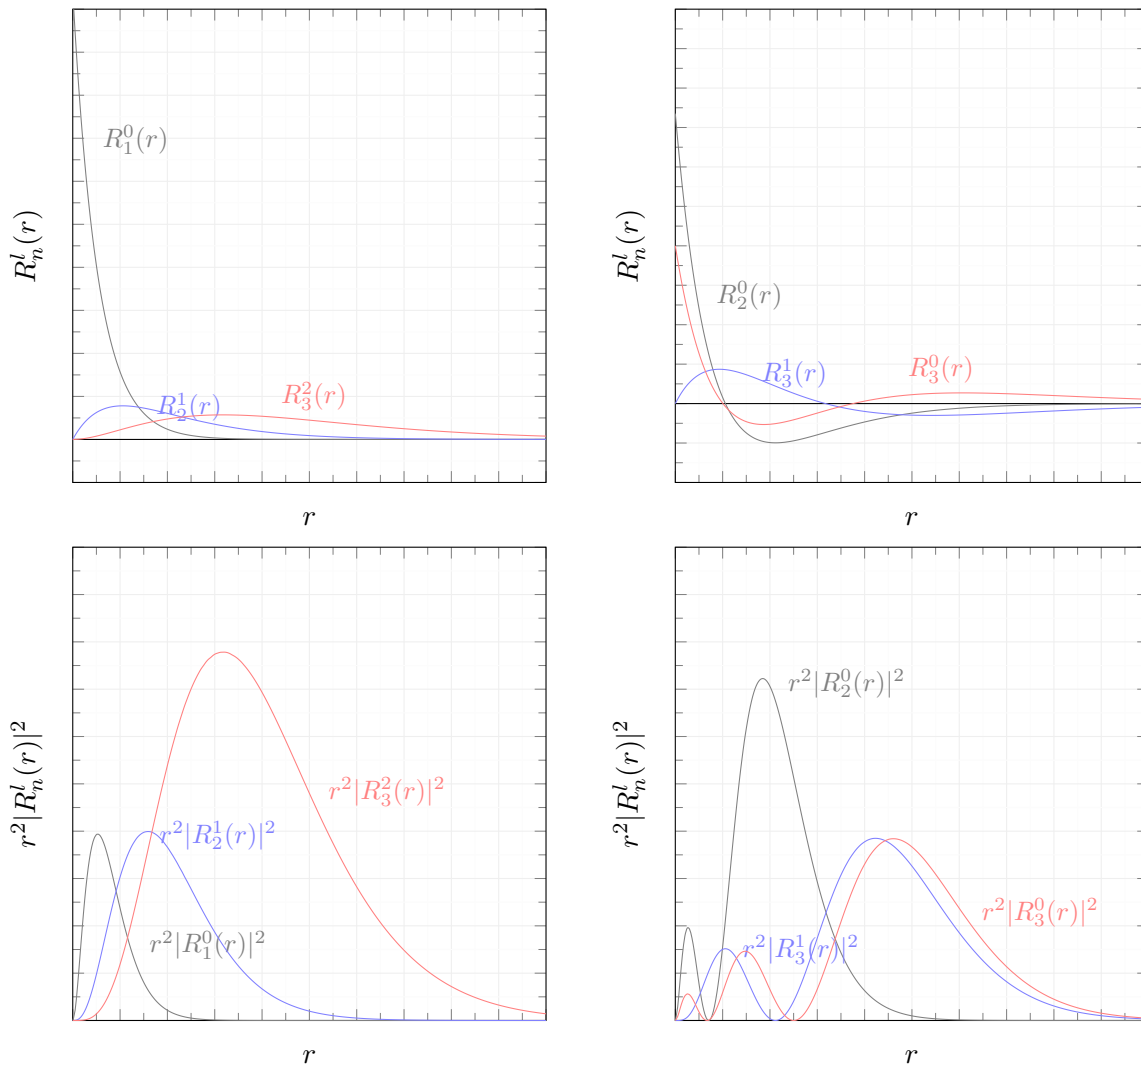 R_n^l(r)
R_1^0(r)
R_2^1(r)
R_3^2(r)
r
R_n^l(r)
R_2^0(r)
R_3^1(r)
R_3^0(r)
r
r^2|R_n^l(r)|^2
r^2|R_3^2(r)|^2
r^2|R_2^1(r)|^2
r^2|R_1^0(r)|^2
r
r^2|R_n^l(r)|^2
r^2|R_2^0(r)|^2
r^2|R_3^0(r)|^2
r^2|R_3^1(r)|^2
r